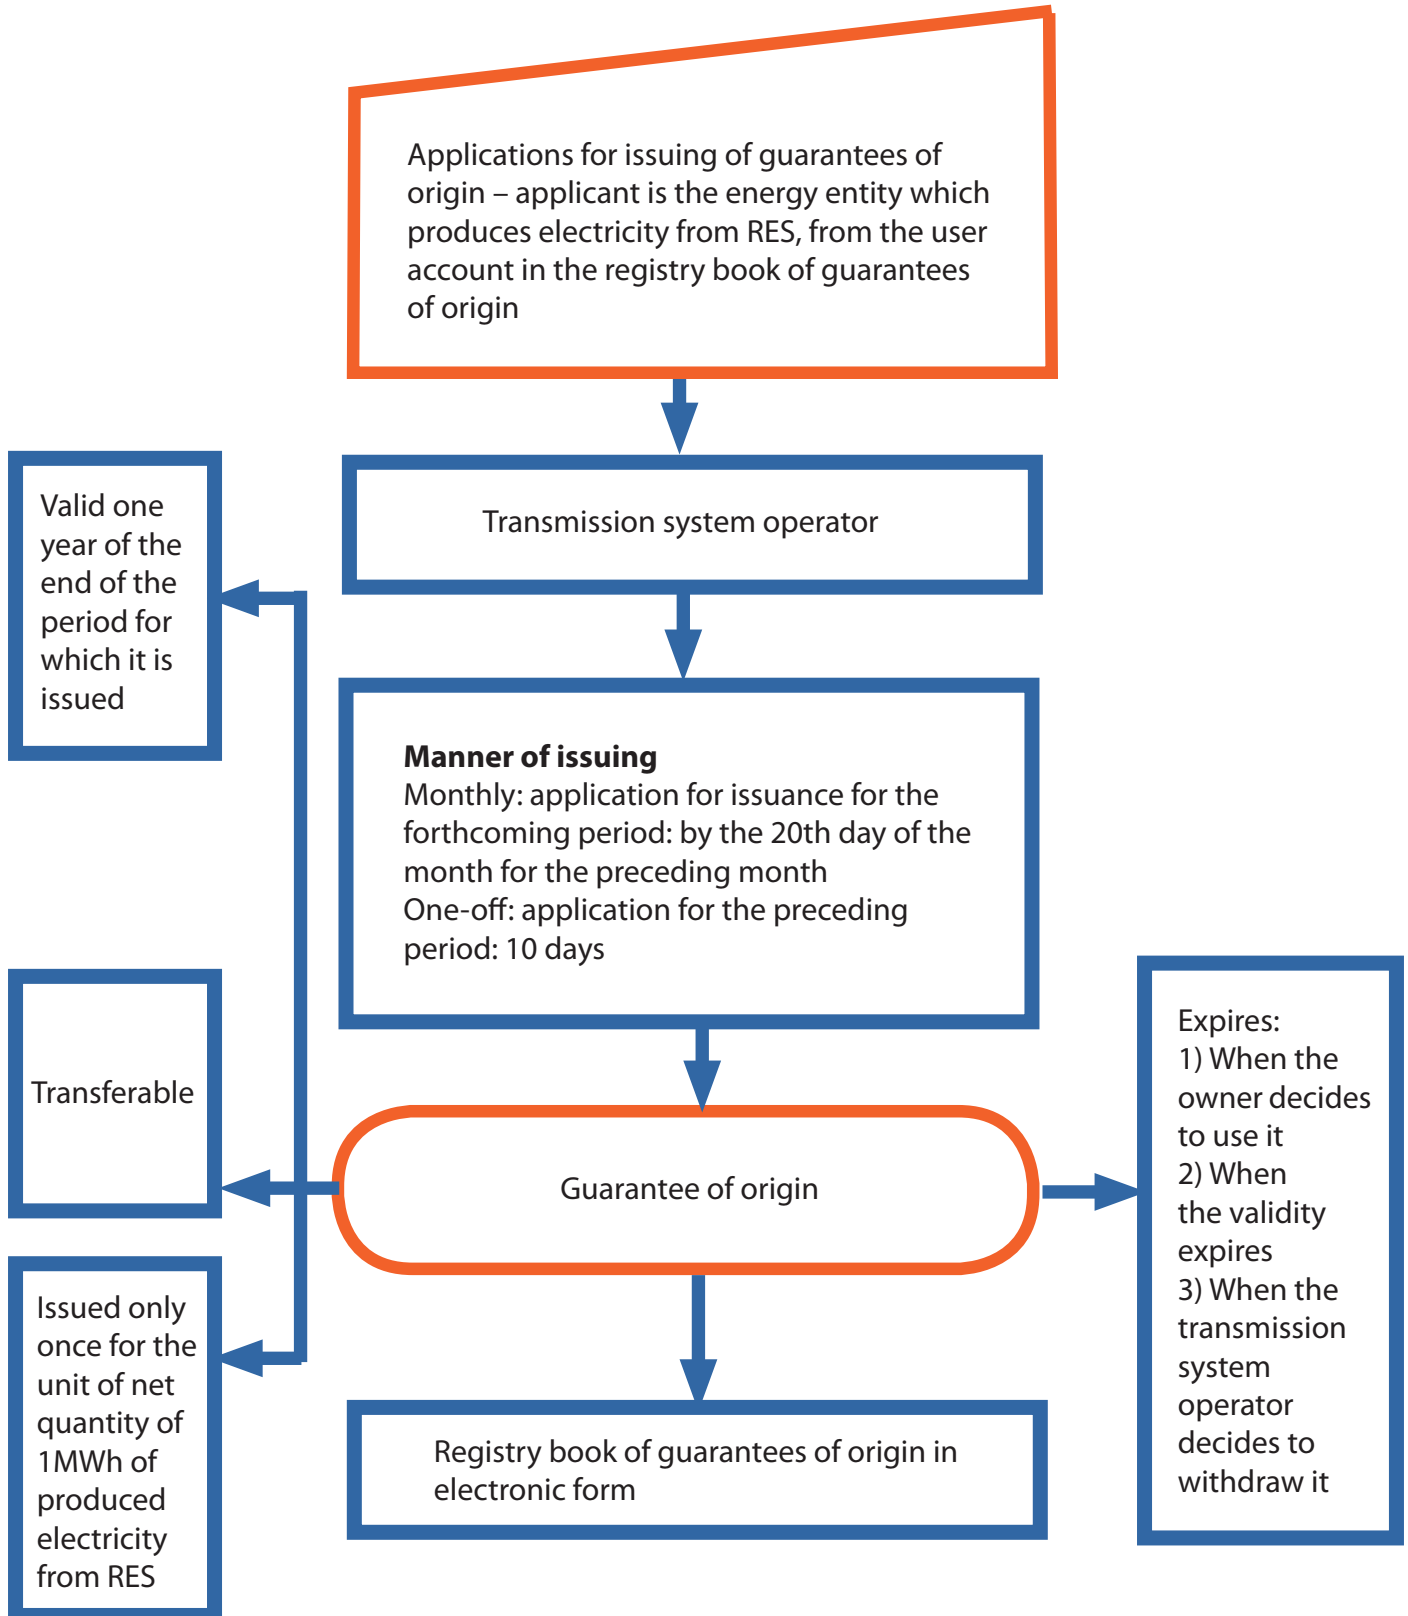 Applications for issuing of guarantees of
origin – applicant is the energy entity which
produces electricity from RES, from the user
account in the registry book of guarantees
of origin
Transmission system operator
Valid one
year of the
end of the
period for
which it is
issued
Manner of issuing
Monthly: application for issuance for the
forthcoming period: by the 20th day of the
month for the preceding month
One-off: application for the preceding
period: 10 days
Transferable
Guarantee of origin
Expires:
1) When the
owner decides
to use it
2) When
the validity
expires
3) When the
transmission
system
operator
decides to
withdraw it
Issued only
once for the
unit of net
quantity of
1MWh of
produced
electricity
from RES
Registry book of guarantees of origin in
electronic form